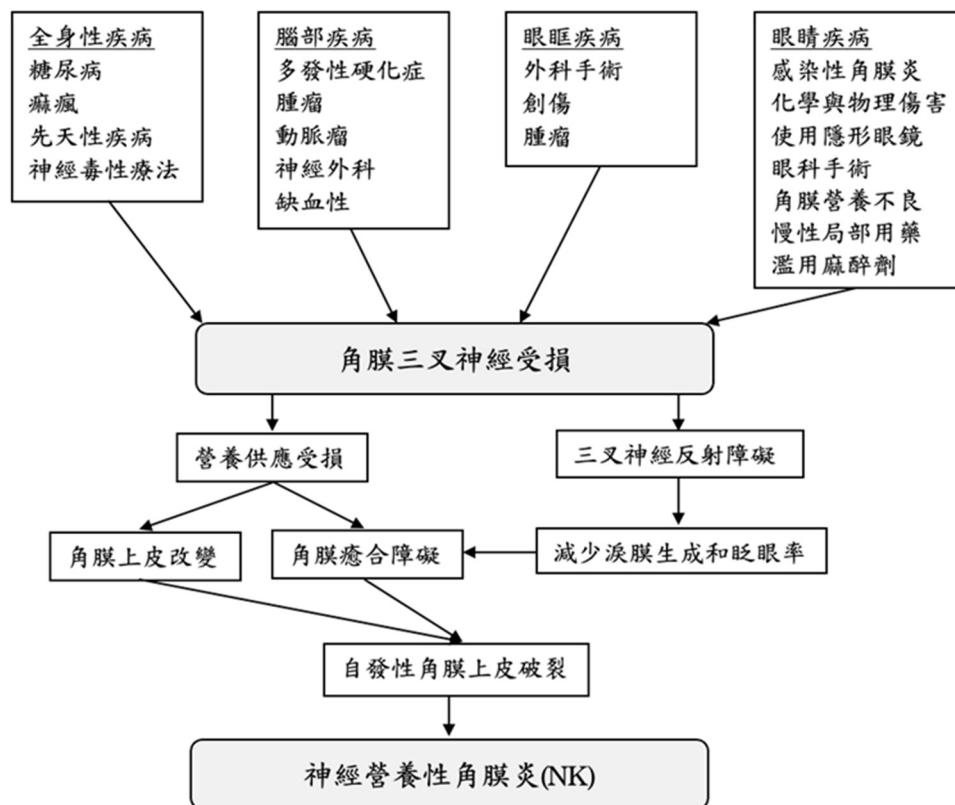 全身性疾病
糖尿病
麻瘋
先天性疾病
神經毒性療法
腦部疾病
多發性硬化症
腫瘤
動脈瘤
神經外科
缺血性
眼眶疾病
外科手術
創傷
腫瘤
眼睛疾病
感染性角膜炎
化學與物理傷害
使用隱形眼鏡
眼科手術
角膜營養不良
慢性局部用藥
濫用麻醉劑
角膜三叉神經受損
營養供應受損
三叉神經反射障礙
角膜上皮改變
角膜癒合障礙
減少淚膜生成和眨眼率
自發性角膜上皮破裂
神經營養性角膜炎(NK)